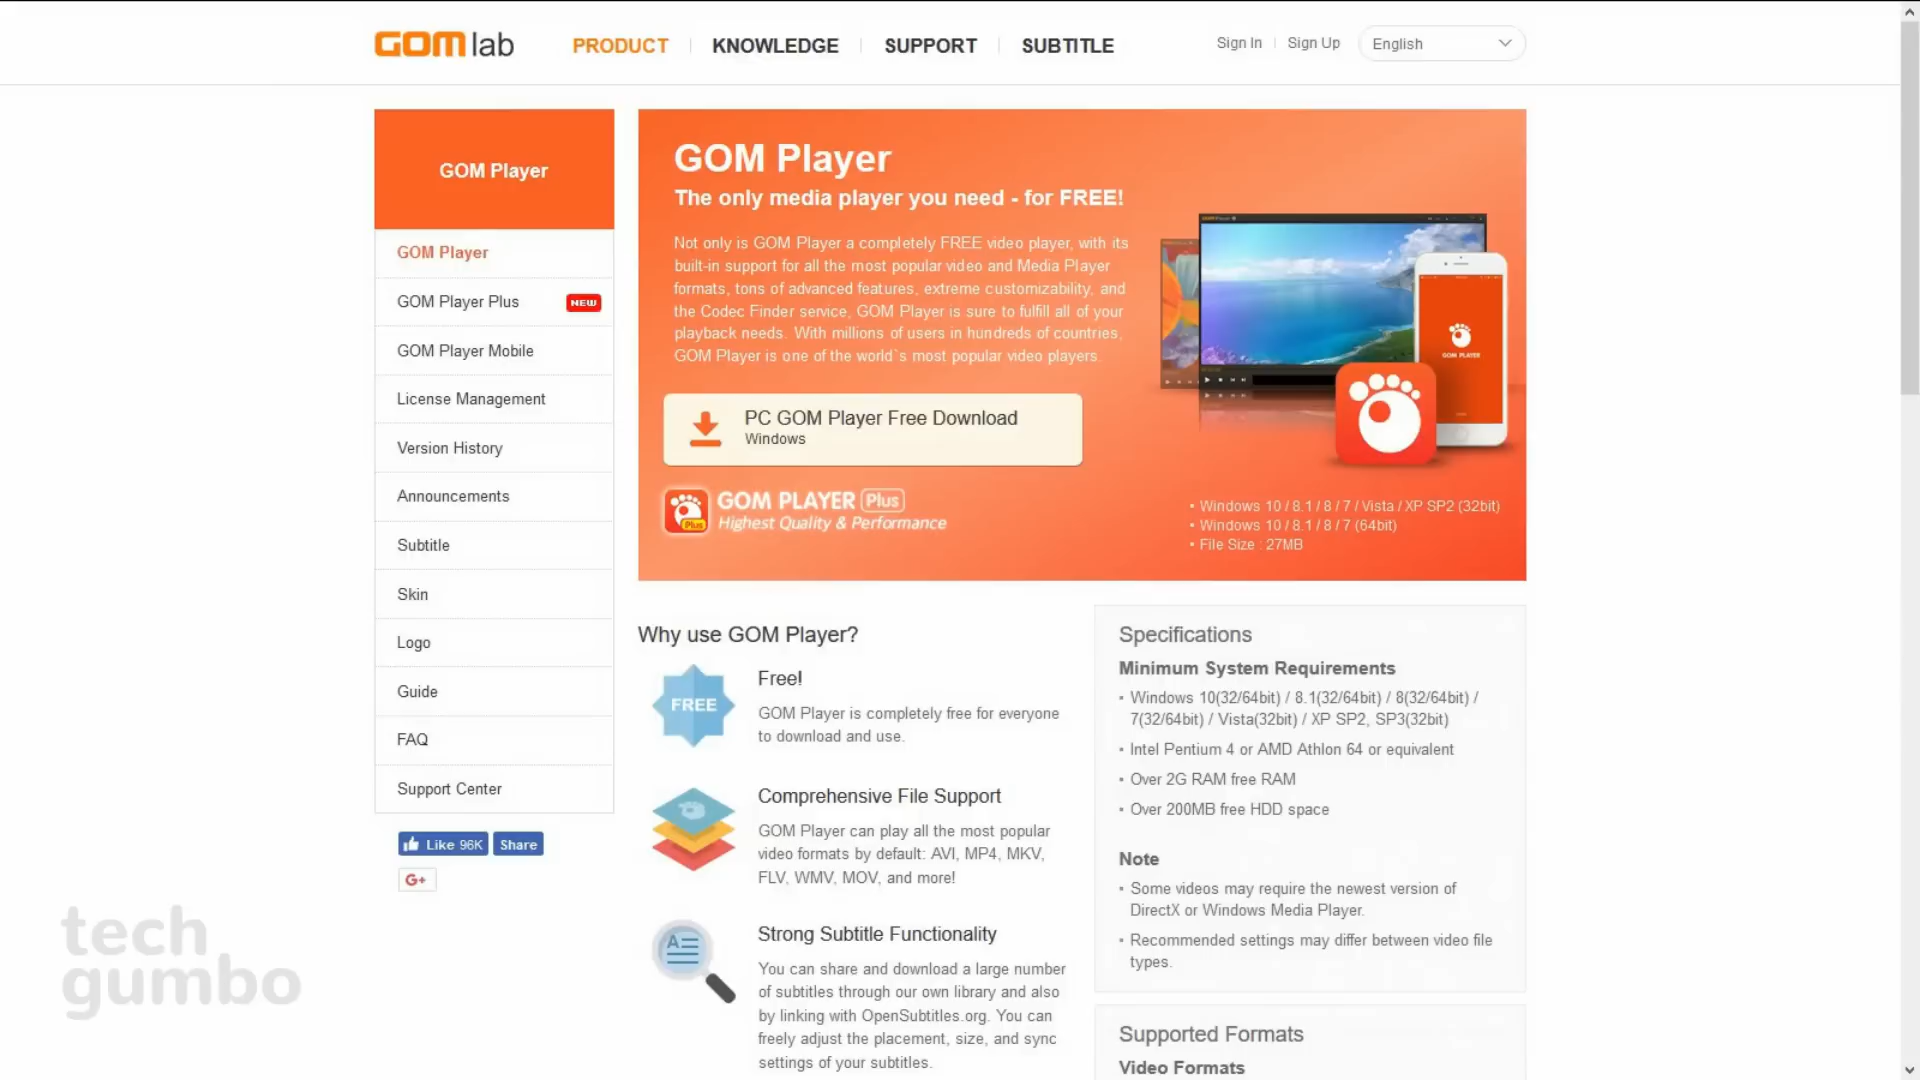 GOM lab
PRODUCT
KNOWLEDGE
SUPPORT
SUBTITLE
Sign In
Sign Up
English
GOM Player
GOM Player
GOM Player Plus
NEW
GOM Player Mobile
License Management
Version History
Announcements
Subtitle
Skin
Logo
Guide
FAQ
Support Center
Like 96K
Share
G+
tech
gumbo
GOM Player
The only media player you need - for FREE!
Not only is GOM Player a completely FREE video player, with its
built-in support for all the most popular video and Media Player
formats, tons of advanced features, extreme customizability, and
the Codec Finder service, GOM Player is sure to fulfill all of your
playback needs. With millions of users in hundreds of countries,
GOM Player is one of the world`s most popular video players.
PC GOM Player Free Download
Windows
Plus
GOM PLAYER Plus
Highest Quality & Performance
GOM PLAYER
• Windows 10 / 8.1 / 8 / 7 / Vista / XP SP2 (32bit)
• Windows 10 / 8.1 / 8 / 7 (64bit)
• File Size : 27MB
Why use GOM Player?
FREE
Free!
GOM Player is completely free for everyone
to download and use.
Comprehensive File Support
GOM Player can play all the most popular
video formats by default: AVI, MP4, MKV,
FLV, WMV, MOV, and more!
A
Strong Subtitle Functionality
You can share and download a large number
of subtitles through our own library and also
by linking with OpenSubtitles.org. You can
freely adjust the placement, size, and sync
settings of your subtitles.
Specifications
Minimum System Requirements
• Windows 10(32/64bit) / 8.1(32/64bit) / 8(32/64bit) /
7(32/64bit) / Vista(32bit) / XP SP2, SP3(32bit)
• Intel Pentium 4 or AMD Athlon 64 or equivalent
• Over 2G RAM free RAM
• Over 200MB free HDD space
Note
• Some videos may require the newest version of
DirectX or Windows Media Player.
• Recommended settings may differ between video file
types.
Supported Formats
Video Formats